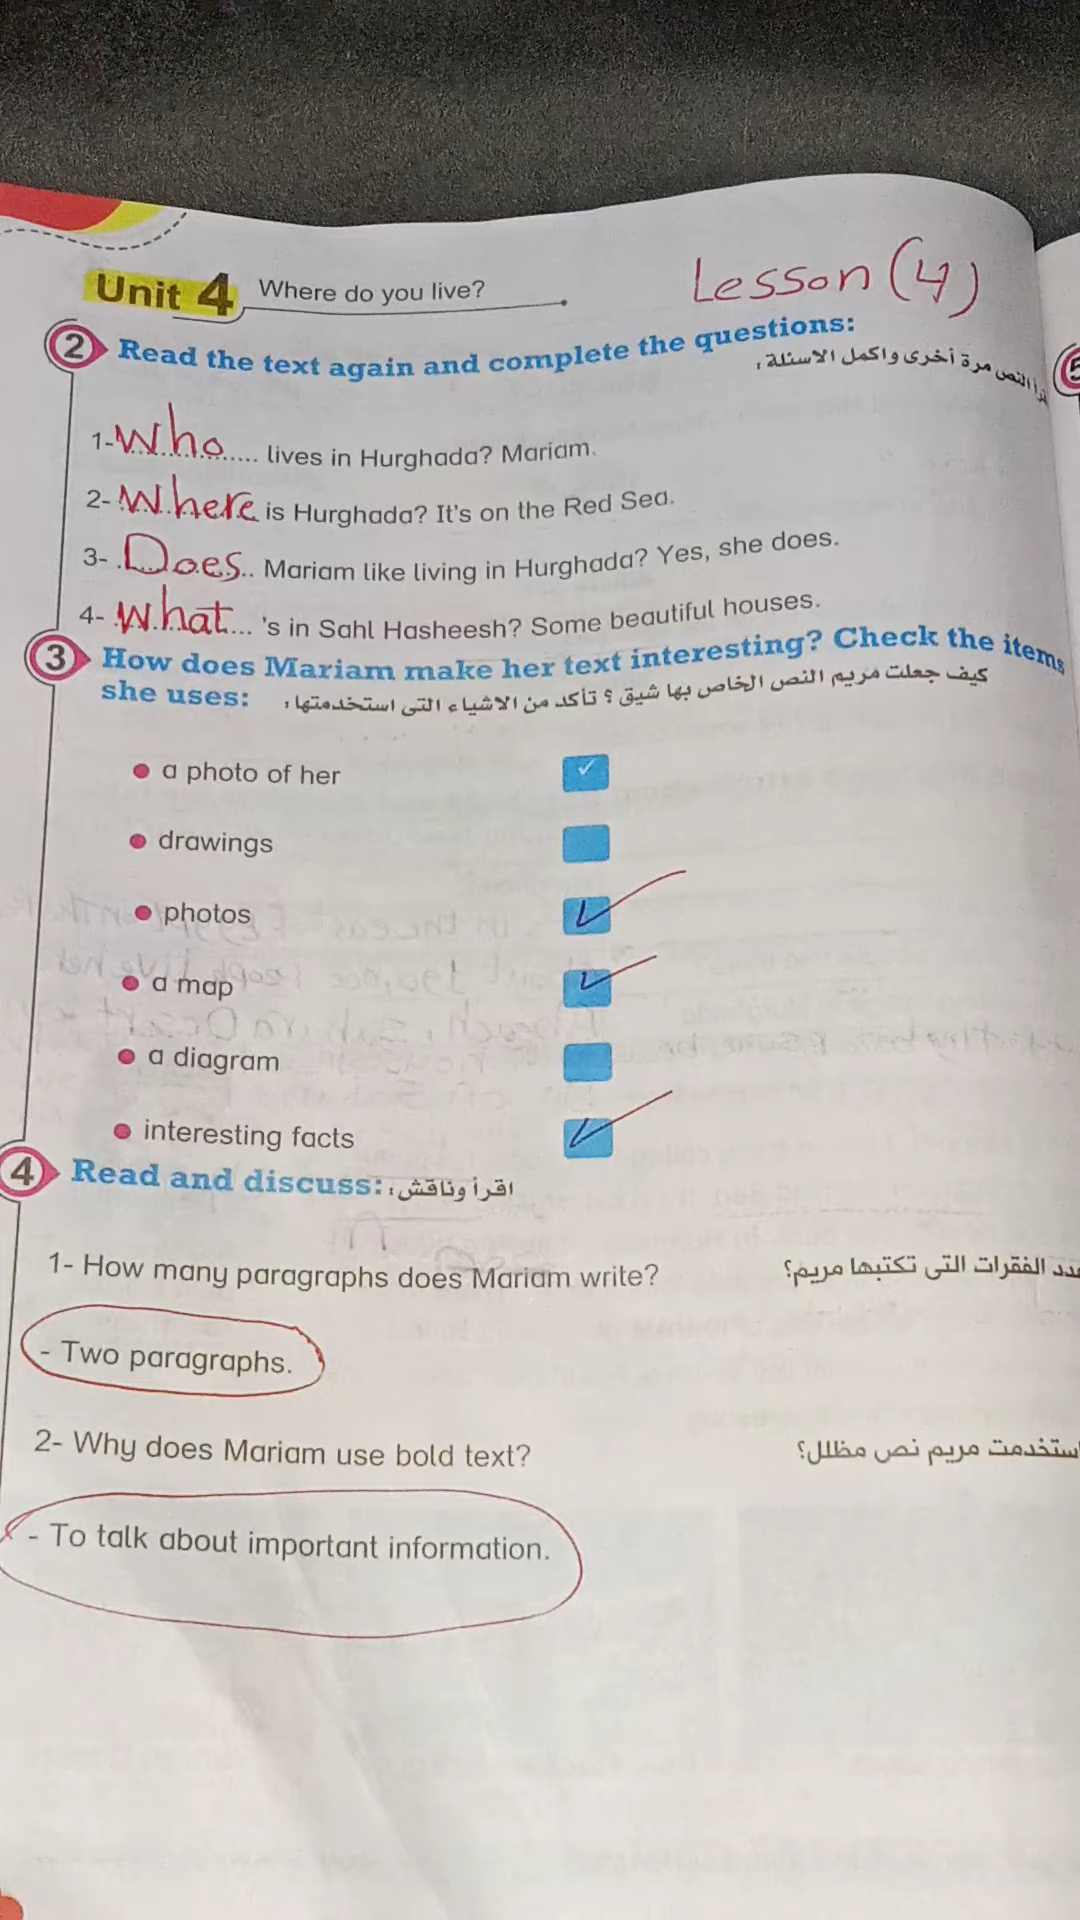 Unit 4 Where do you live?
Lesson (4)
2 Read the text again and complete the questions:
النص مرة أخرى واكمل الاسئلة :
1- Who lives in Hurghada? Mariam.
2- Where is Hurghada? It's on the Red Sea.
3- Does Mariam like living in Hurghada? Yes, she does.
4- What 's in Sahl Hasheesh? Some beautiful houses.
3 How does Mariam make her text interesting? Check the items
she uses:
كيف جعلت مريم النص الخاص بها شيق ؟ تأكد من الاشياء التى استخدمتها :
a photo of her ✓
drawings
photos ✓
a map ✓
a diagram
interesting facts ✓
4 Read and discuss: اقرأ وناقش :
1- How many paragraphs does Mariam write?
الفقرات التى تكتبها مريم؟
- Two paragraphs.
2- Why does Mariam use bold text?
مريم نص مظلل؟
- To talk about important information.
5